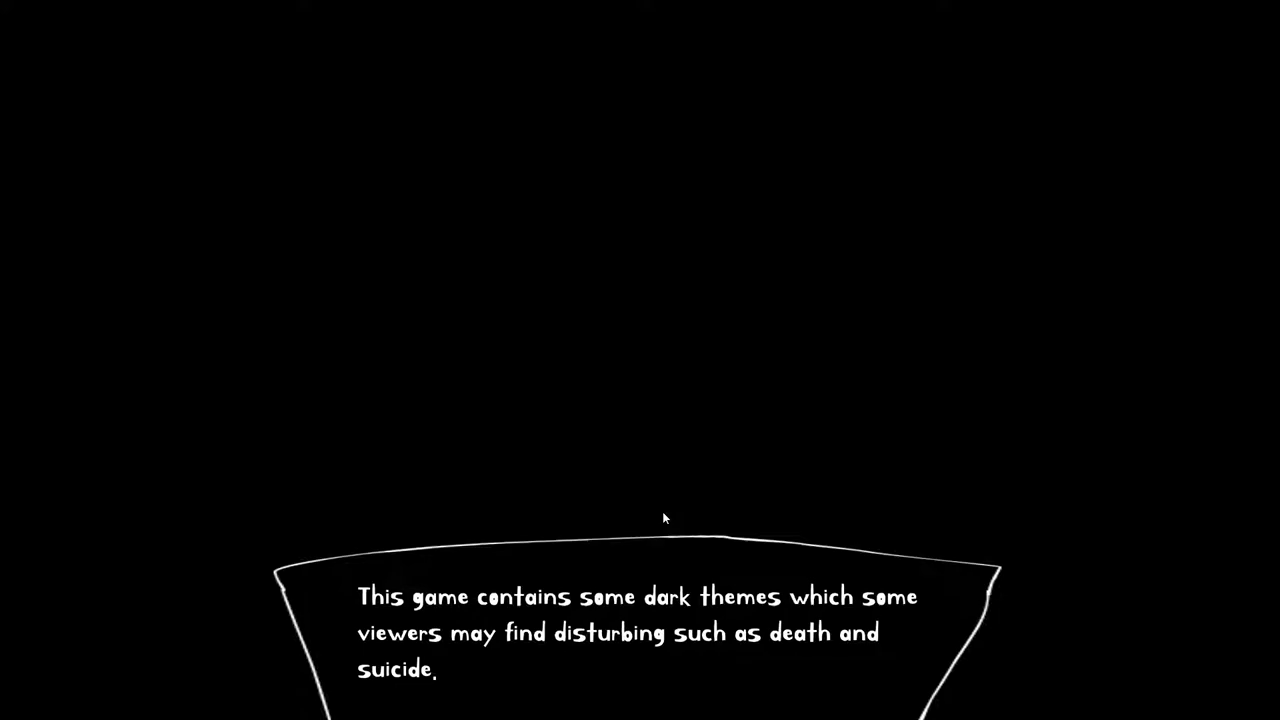 This game contains some dark themes which some
viewers may find disturbing such as death and
suicide.